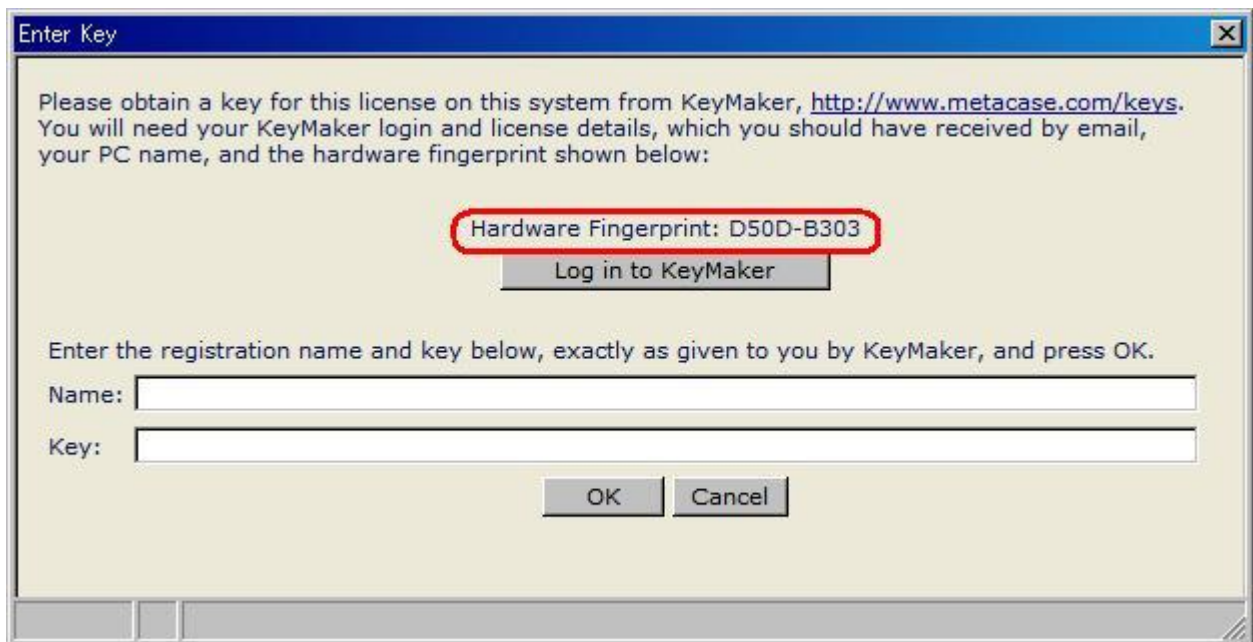 Enter Key
Please obtain a key for this license on this system from KeyMaker, http://www.metacase.com/keys.
You will need your KeyMaker login and license details, which you should have received by email,
your PC name, and the hardware fingerprint shown below:
Hardware Fingerprint: D50D-B303
Log in to KeyMaker
Enter the registration name and key below, exactly as given to you by KeyMaker, and press OK.
Name:
Key:
OK Cancel